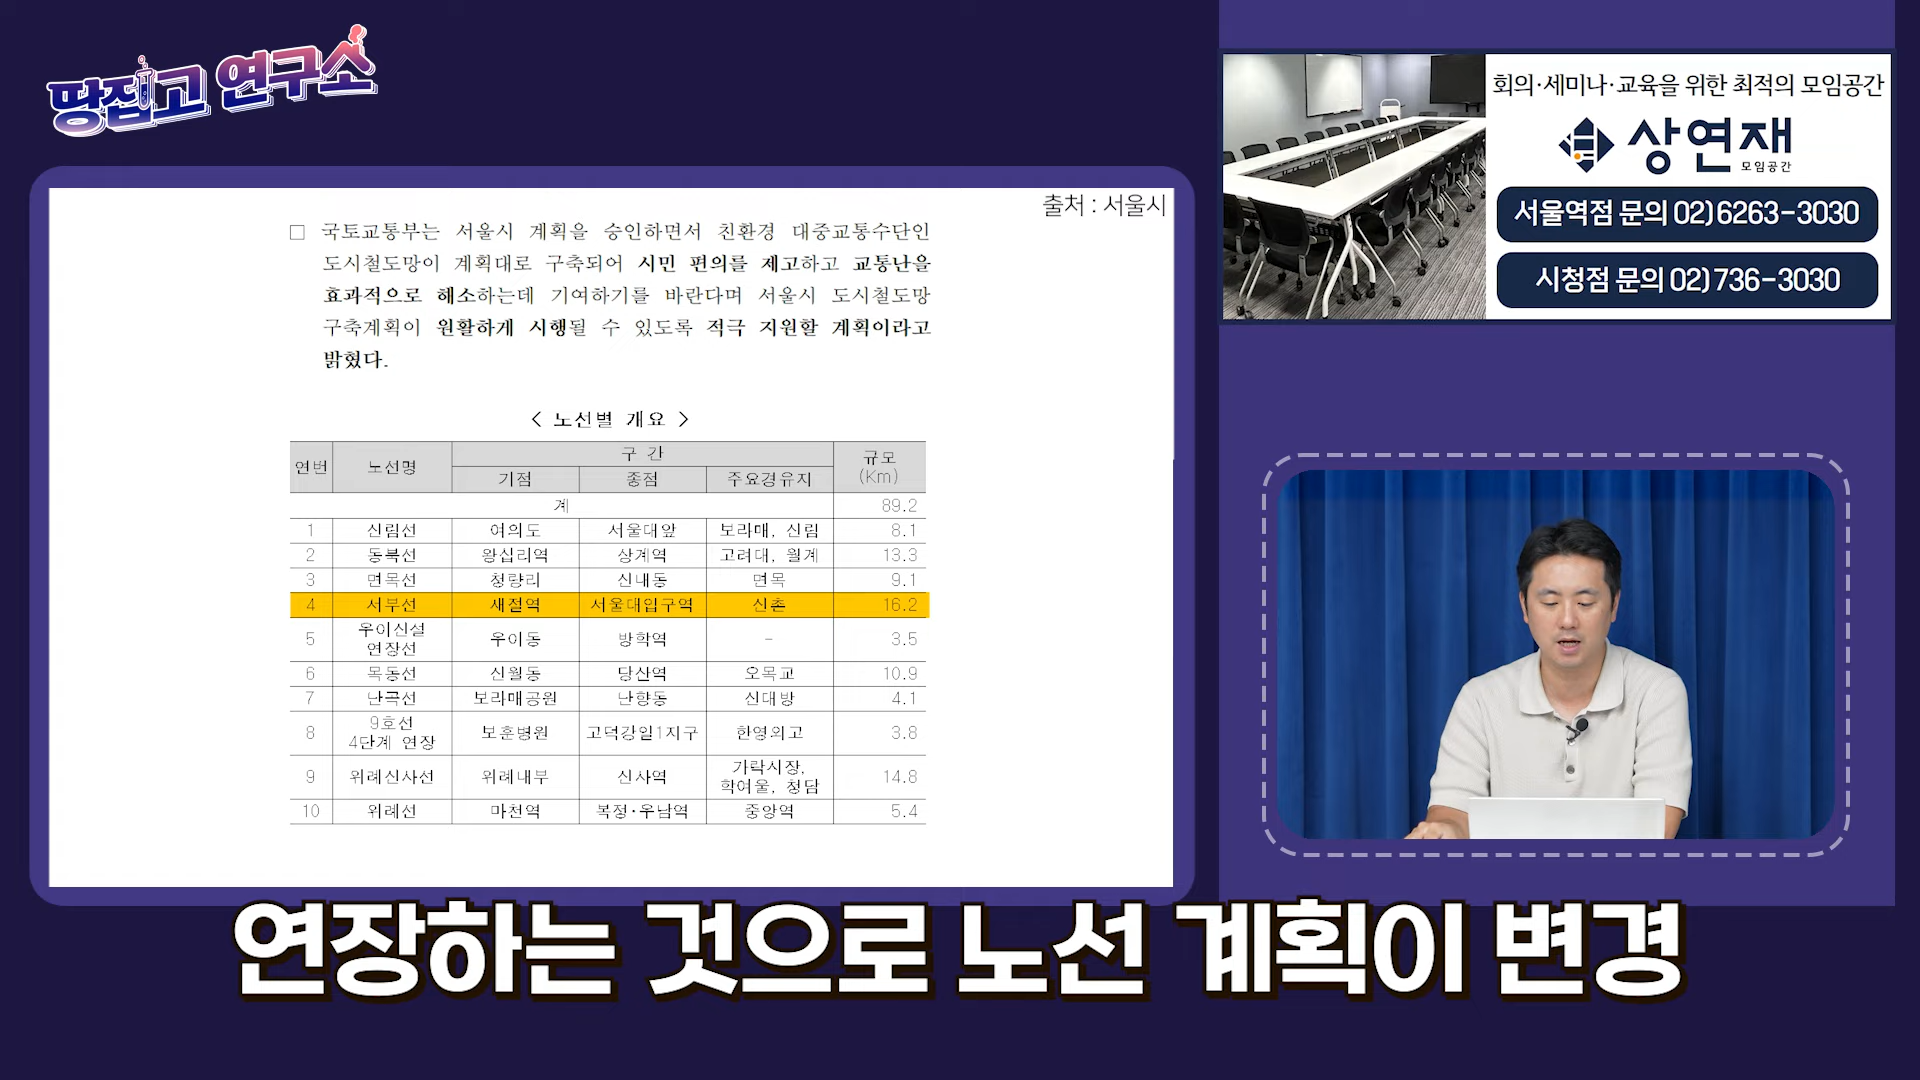 땅집고 연구소
출처 : 서울시
□ 국토교통부는 서울시 계획을 승인하면서 친환경 대중교통수단인
도시철도망이 계획대로 구축되어 시민 편의를 제고하고 교통난을
효과적으로 해소하는데 기여하기를 바란다며 서울시 도시철도망
구축계획이 원활하게 시행될 수 있도록 적극 지원할 계획이라고
밝혔다.
< 노선별 개요 >
연번 노선명 구 간 규모 (Km)
기점 종점 주요경유지
계 89.2
1 신림선 여의도 서울대앞 보라매, 신림 8.1
2 동북선 왕십리역 상계역 고려대, 월계 13.3
3 면목선 청량리 신내동 면목 9.1
4 서부선 새절역 서울대입구역 신촌 16.2
5 우이신설 연장선 우이동 방학역 - 3.5
6 목동선 신월동 당산역 오목교 10.9
7 난곡선 보라매공원 난향동 신대방 4.1
8 9호선 4단계 연장 보훈병원 고덕강일1지구 한영외고 3.8
9 위례신사선 위례내부 신사역 가락시장, 학여울, 청담 14.8
10 위례선 마천역 복정·우남역 중앙역 5.4
회의·세미나·교육을 위한 최적의 모임공간
상연재
모임공간
서울역점 문의 02)6263-3030
시청점 문의 02)736-3030
연장하는 것으로 노선 계획이 변경